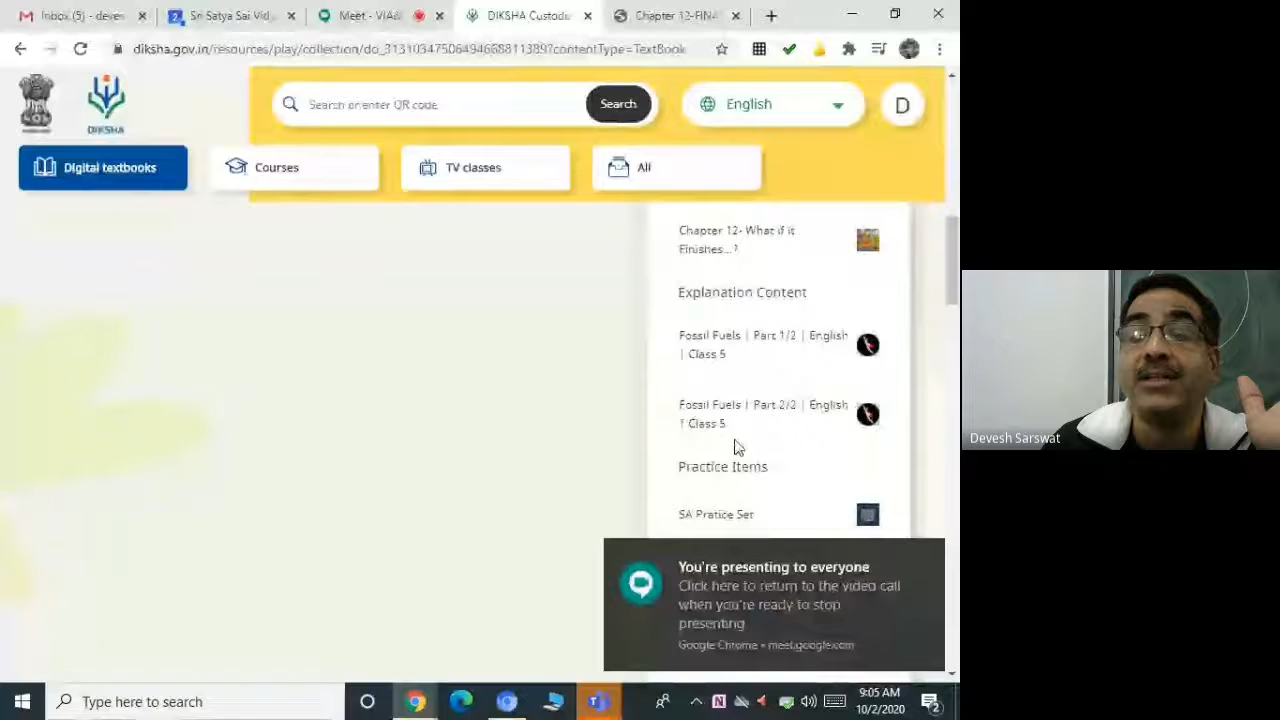 Inbox (5) - deves
Sri Satya Sai Vid
Meet - VIA&
DIKSHA Custodi
Chapter 12-FINA
diksha.gov.in/resources/play/collection/do_31310347506494668811389?contentType=TextBook
DIKSHA
Search or enter QR code
Search
English
D
Digital textbooks
Courses
TV classes
All
Chapter 12- What if it
Finishes...?
Explanation Content
Fossil Fuels | Part 1/2 | English
| Class 5
Fossil Fuels | Part 2/2 | English
| Class 5
Practice Items
SA Pratice Set
You're presenting to everyone
Click here to return to the video call
when you're ready to stop
presenting
Google Chrome • meet.google.com
Devesh Sarswat
Type here to search
9:05 AM
10/2/2020
2